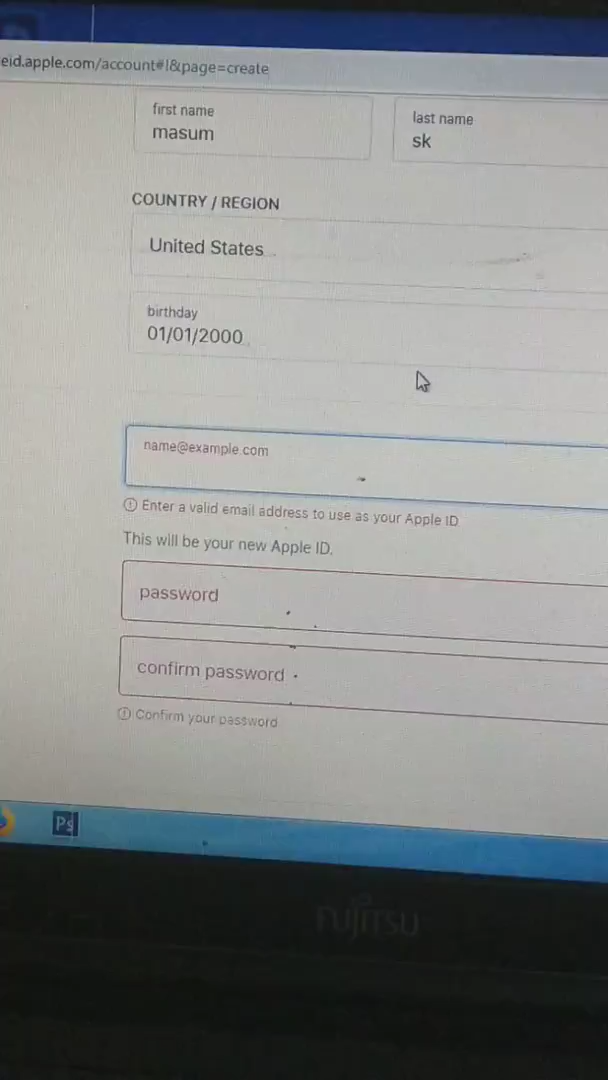 eid.apple.com/account#!&page=create
first name
last name
masum
sk
COUNTRY / REGION
United States
birthday
01/01/2000
name@example.com
Enter a valid email address to use as your Apple ID
This will be your new Apple ID.
password
confirm password
Confirm your password
Ps
FUJITSU